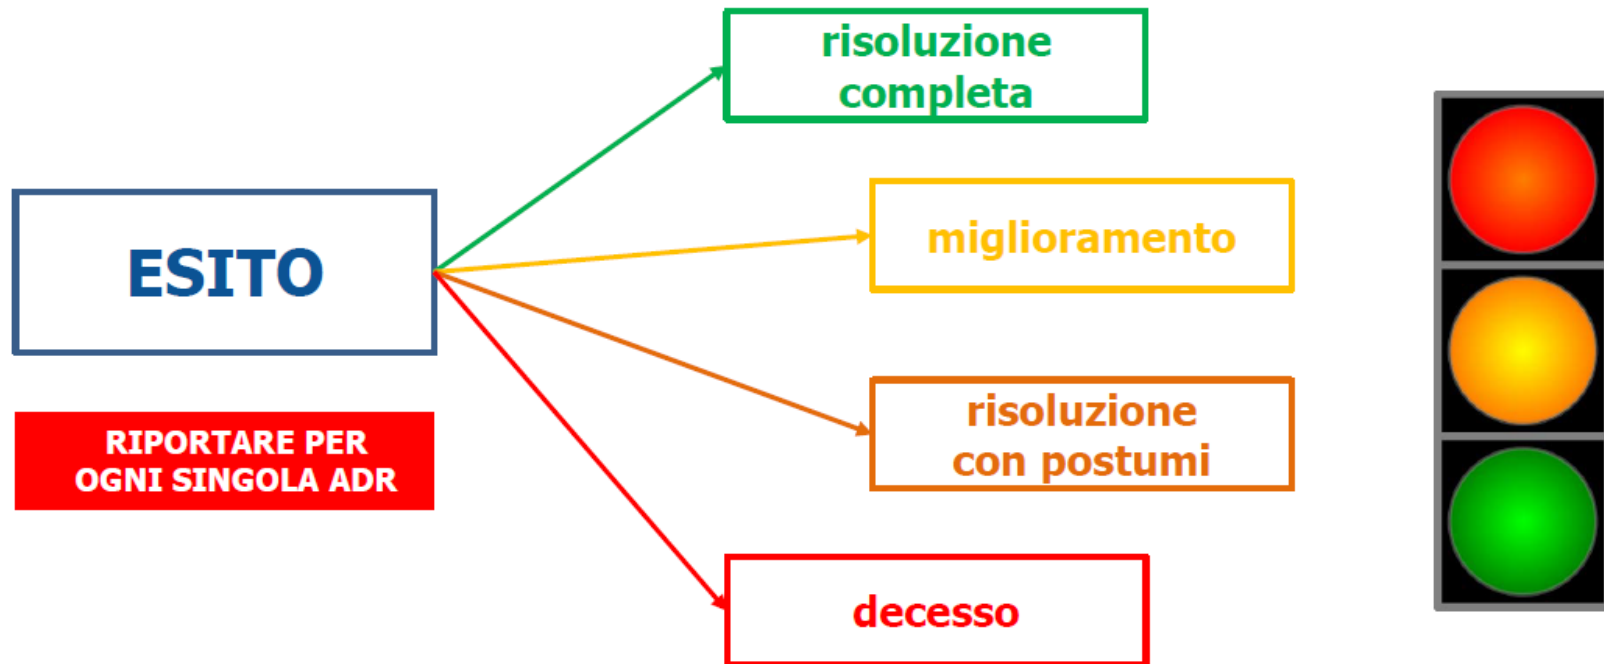 risoluzione
completa
ESITO
miglioramento
RIPORTARE PER
OGNI SINGOLA ADR
risoluzione
con postumi
decesso